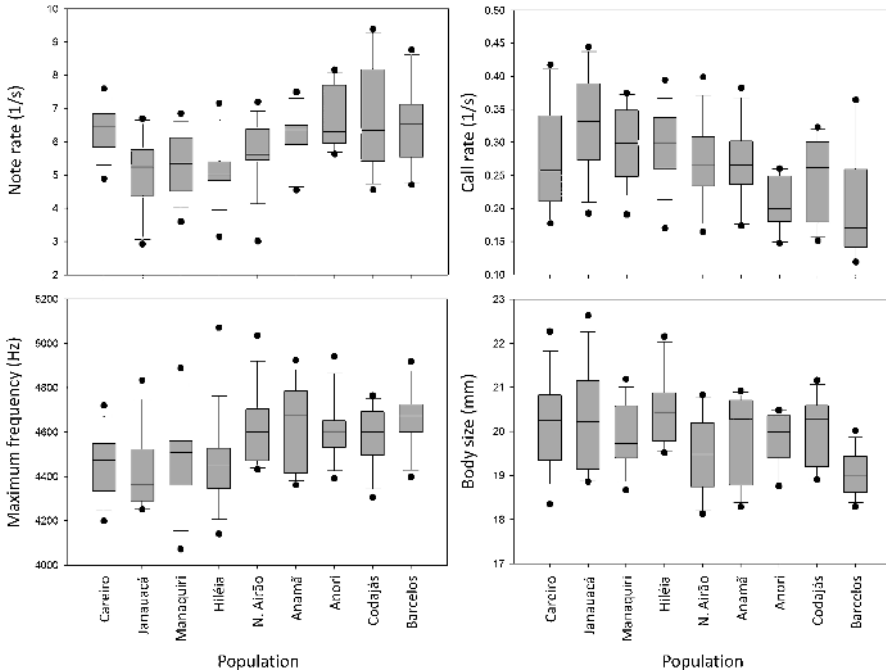 Note rate (1/s)
10
9
8
7
6
5
4
3
2
Call rate (1/s)
0.50
0.45
0.40
0.35
0.30
0.25
0.20
0.15
0.10
Maximum frequency (Hz)
5200
5000
4800
4600
4400
4200
4000
Careiro
Janauacá
Manaquiri
Hiléia
N. Airão
Anamã
Anori
Codajás
Barcelos
Population
Body size (mm)
23
22
21
20
19
18
17
Careiro
Janauacá
Manaquiri
Hiléia
N. Airão
Anamã
Anori
Codajás
Barcelos
Population